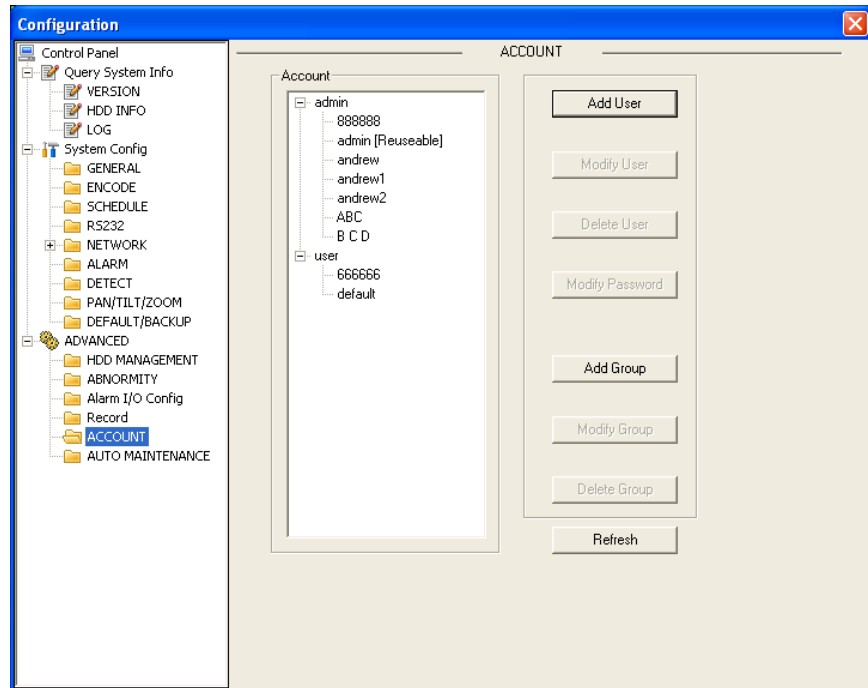 Configuration
Control Panel
Query System Info
VERSION
HDD INFO
LOG
System Config
GENERAL
ENCODE
SCHEDULE
RS232
NETWORK
ALARM
DETECT
PAN/TILT/ZOOM
DEFAULT/BACKUP
ADVANCED
HDD MANAGEMENT
ABNORMITY
Alarm I/O Config
Record
ACCOUNT
AUTO MAINTENANCE
ACCOUNT
Account
admin
888888
admin [Reuseable]
andrew
andrew1
andrew2
ABC
B C D
user
666666
default
Add User
Modify User
Delete User
Modify Password
Add Group
Modify Group
Delete Group
Refresh